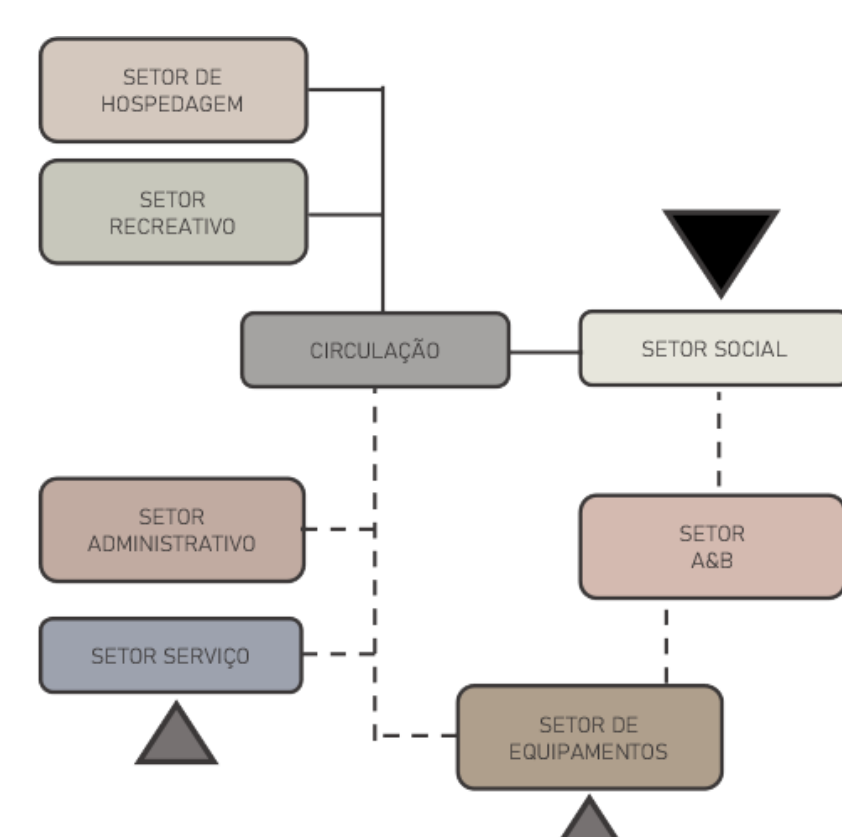 SETOR DE
HOSPEDAGEM
SETOR
RECREATIVO
CIRCULAÇÃO
SETOR SOCIAL
SETOR
ADMINISTRATIVO
SETOR
A&B
SETOR SERVIÇO
SETOR DE
EQUIPAMENTOS